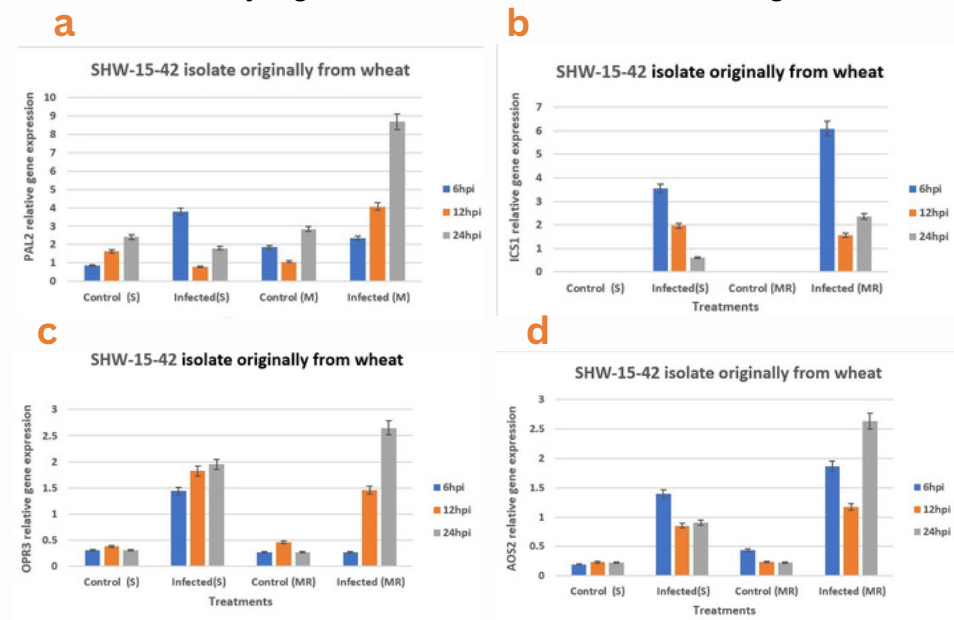 a
SHW-15-42 isolate originally from wheat
PAL2 relative gene expression
10
9
8
7
6
5
4
3
2
1
0
Control (S)
Infected(S)
Control (M)
Infected (M)
6hpi
12hpi
24hpi
b
SHW-15-42 isolate originally from wheat
ICS1 relative gene expression
7
6
5
4
3
2
1
0
Control (S)
Infected(S)
Control (MR)
Infected (MR)
Treatments
6hpi
12hpi
24hpi
c
SHW-15-42 isolate originally from wheat
OPR3 relative gene expression
3
2.5
2
1.5
1
0.5
0
Control (S)
Infected(S)
Control (MR)
Infected (MR)
Treatments
6hpi
12hpi
24hpi
d
SHW-15-42 isolate originally from wheat
AOS2 relative gene expression
3
2.5
2
1.5
1
0.5
0
Control (S)
Infected(S)
Control (MR)
Infected (MR)
Treatments
6hpi
12hpi
24hpi